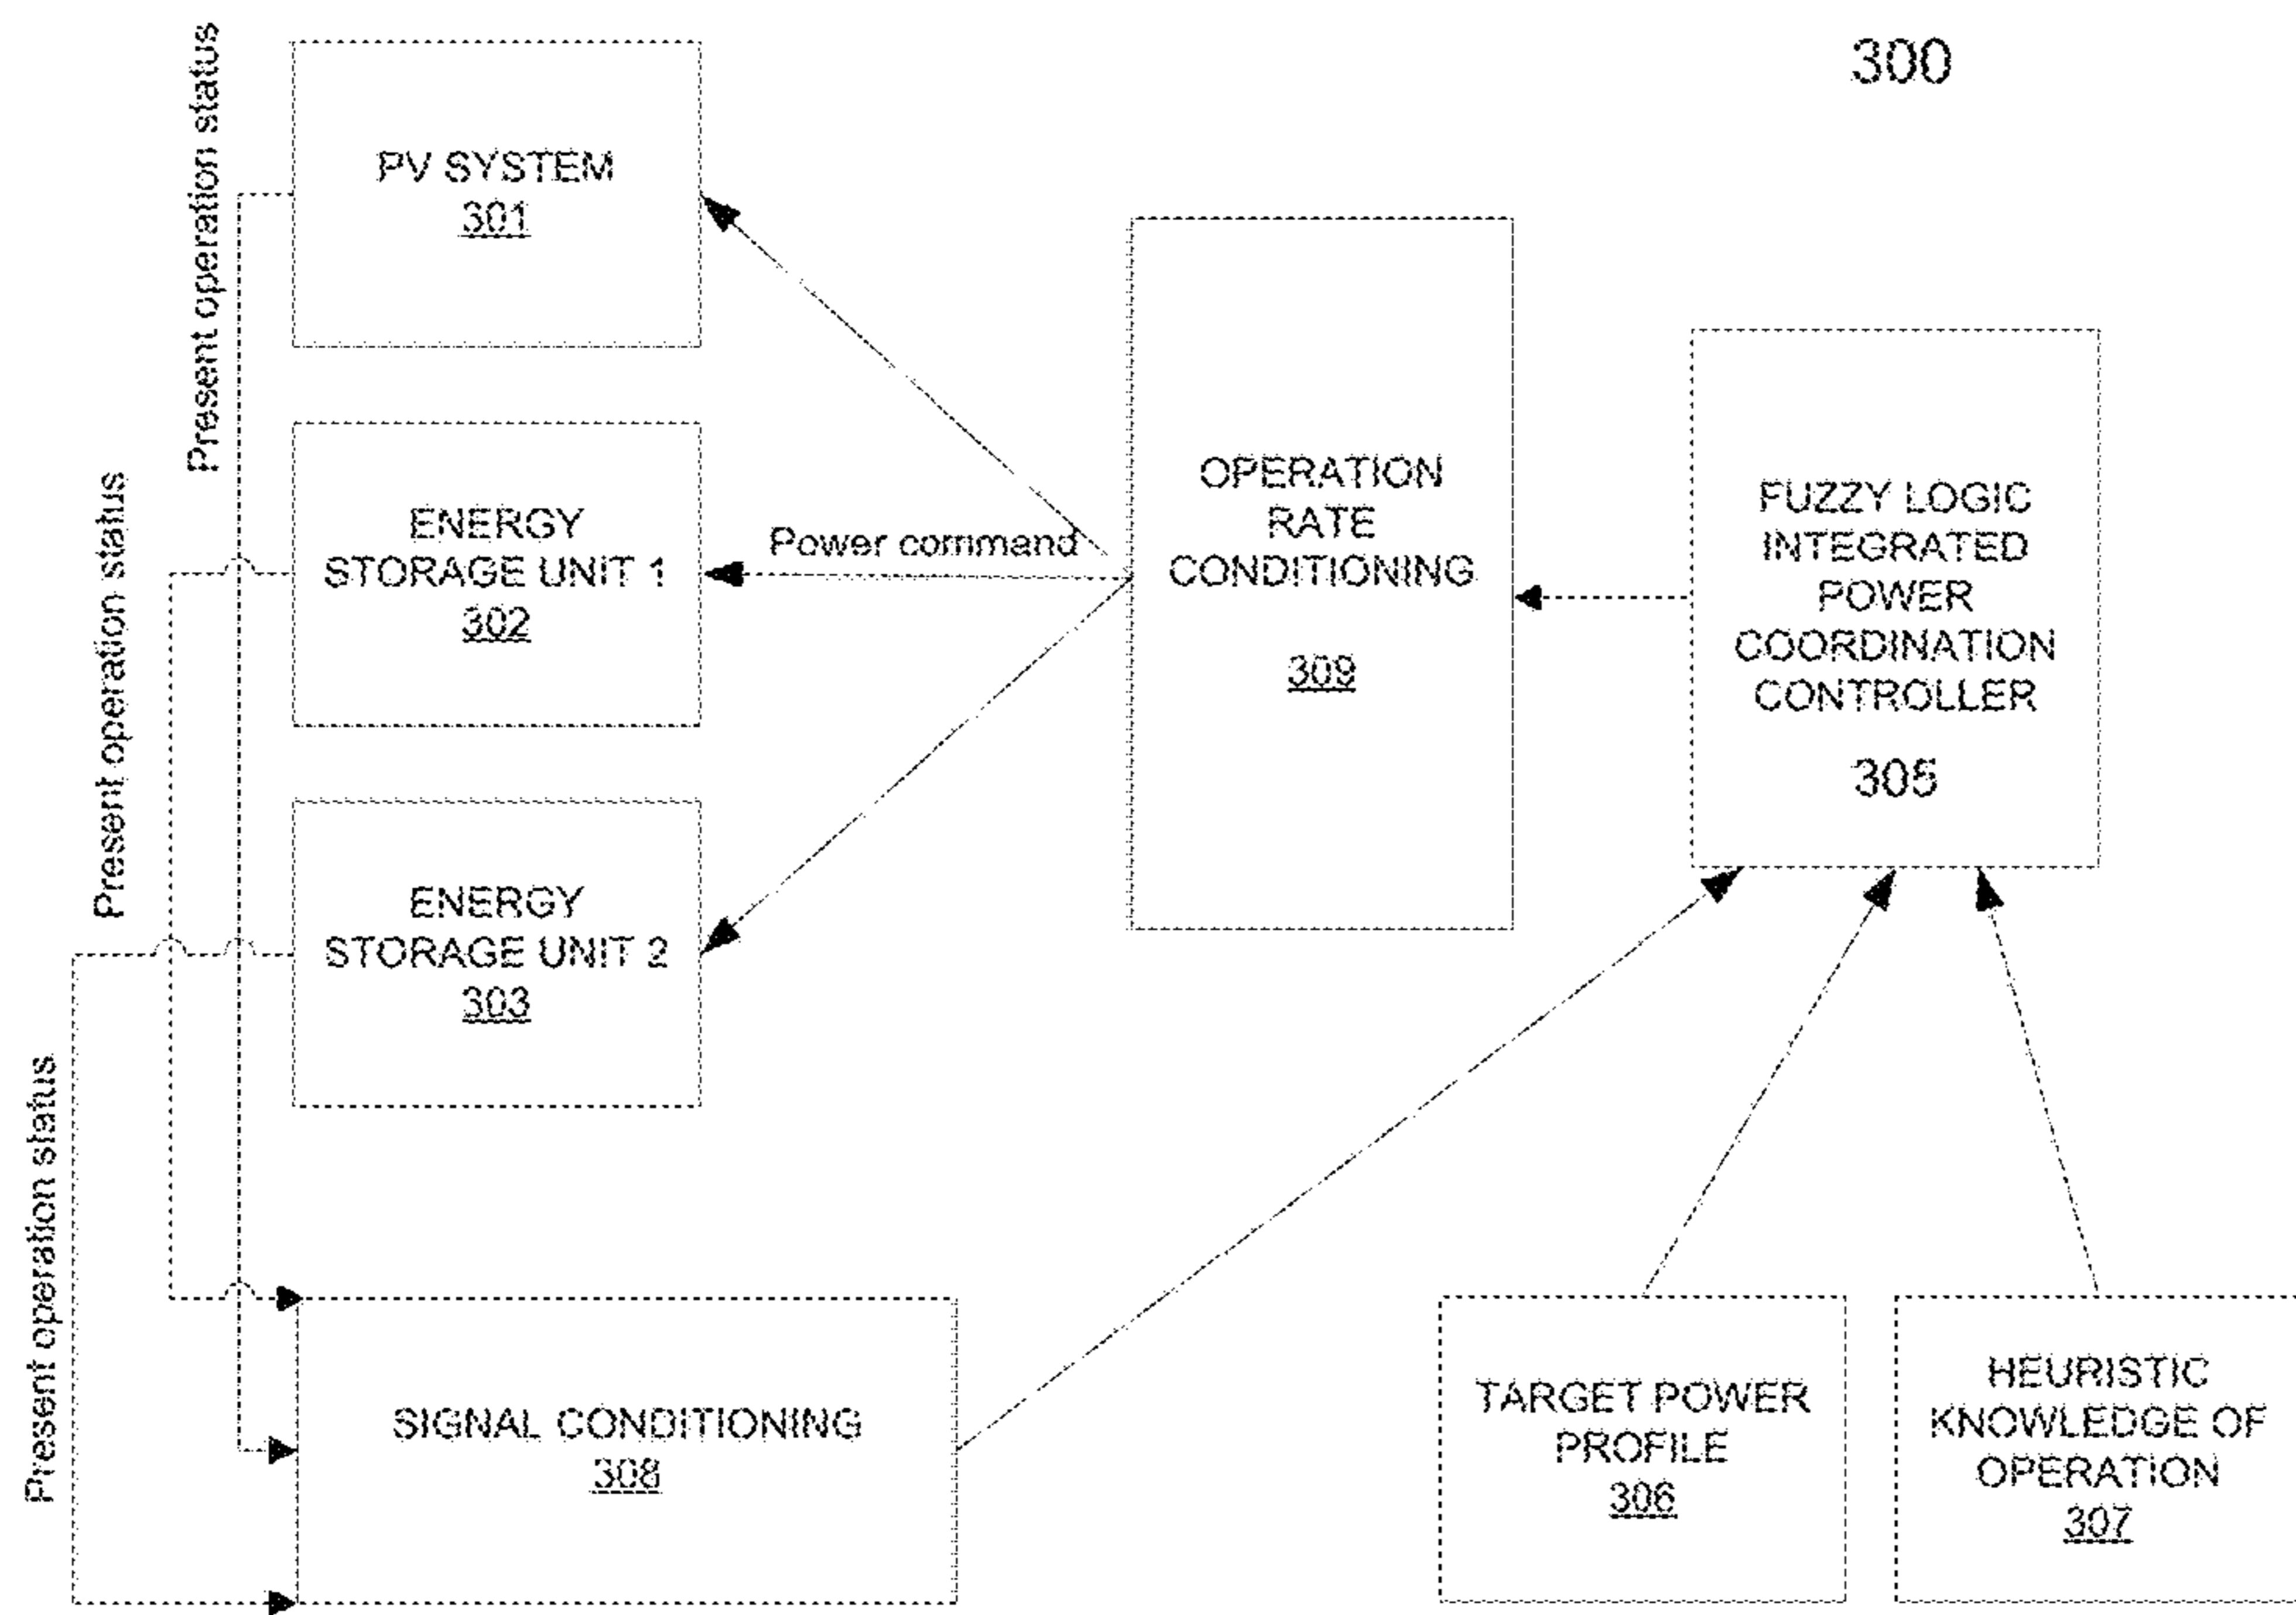 300
Present operation status
PV SYSTEM
301
Present operation status
ENERGY
STORAGE UNIT 1
302
Power command
OPERATION
RATE
CONDITIONING
309
FUZZY LOGIC
INTEGRATED
POWER
COORDINATION
CONTROLLER
305
ENERGY
STORAGE UNIT 2
303
Present operation status
SIGNAL CONDITIONING
308
TARGET POWER
PROFILE
306
HEURISTIC
KNOWLEDGE OF
OPERATION
307